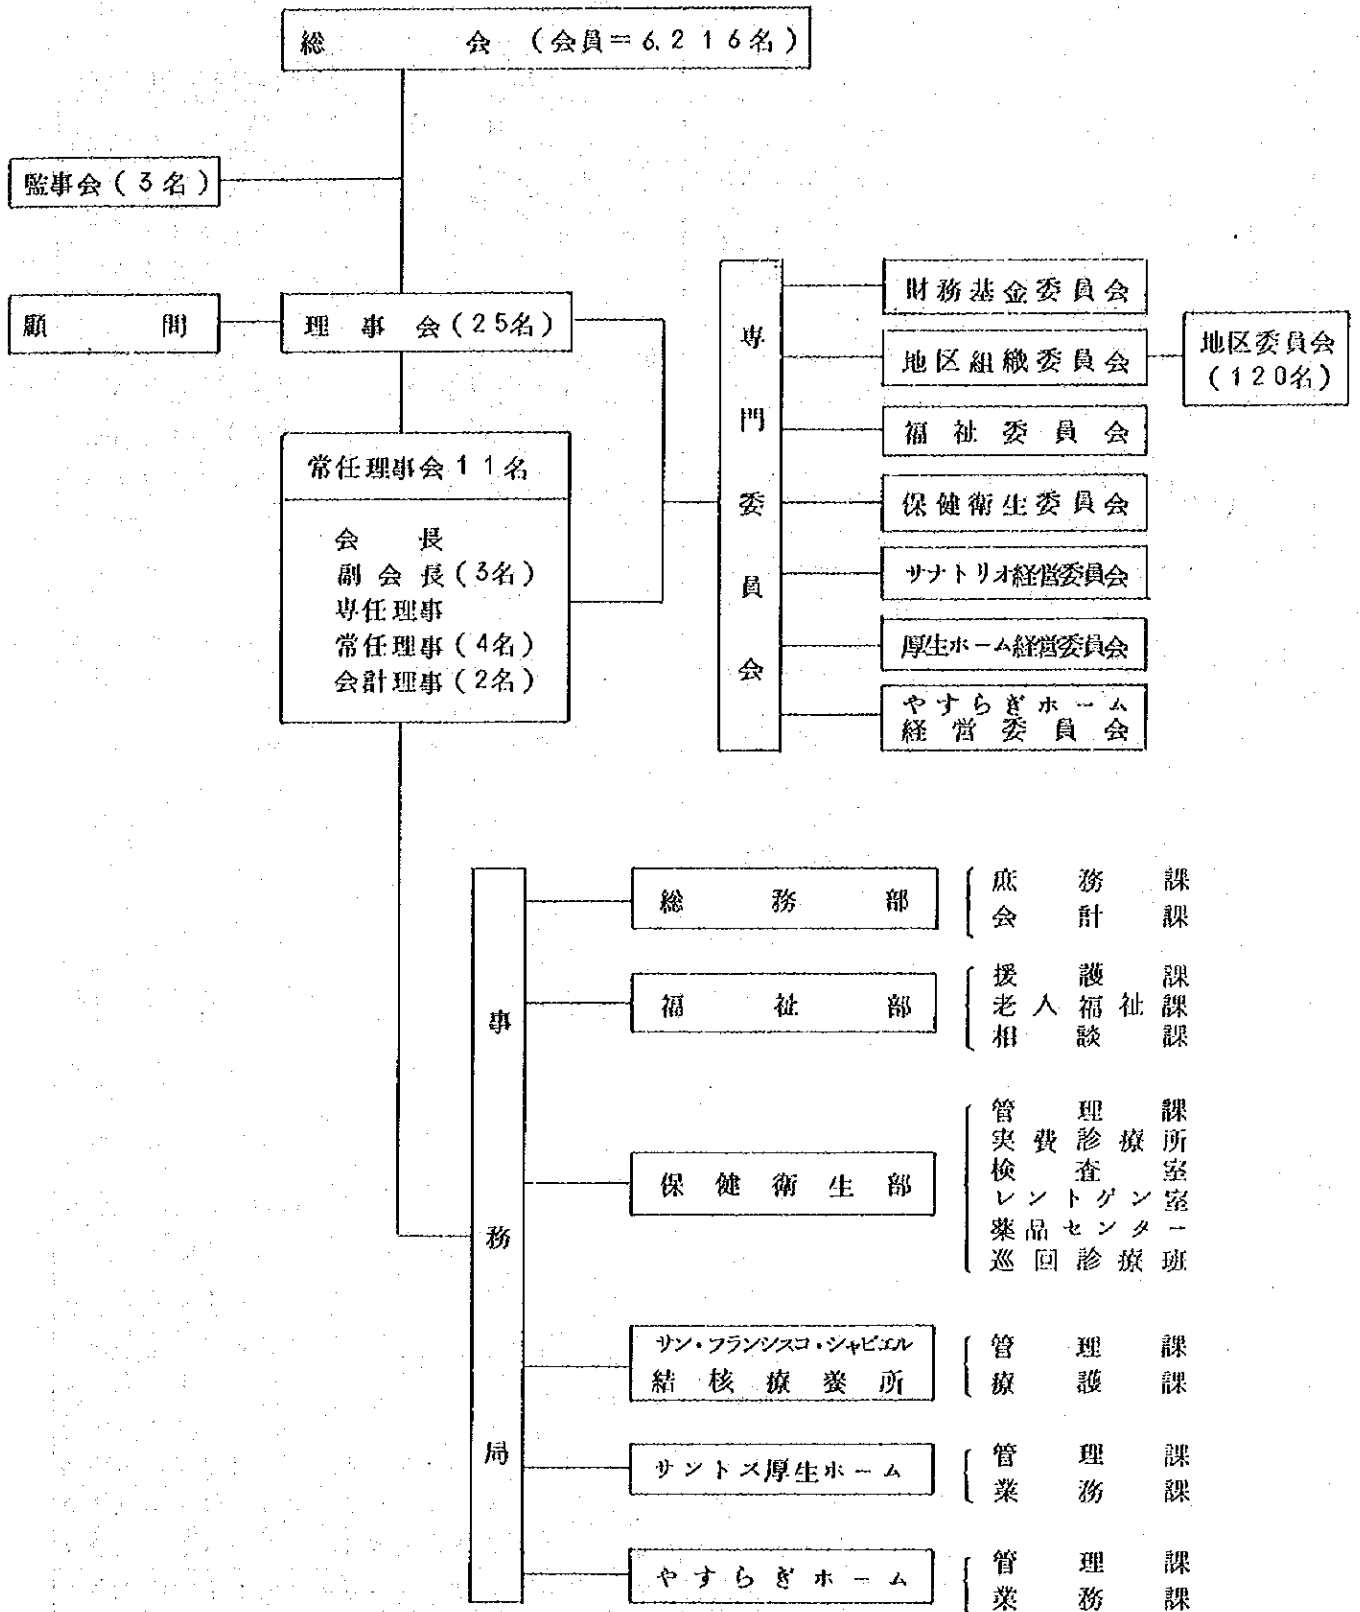 総会(会員=6,216名)
監事会(3名)
顧問
理事会(25名)
常任理事会11名
会長
副会長(3名)
専任理事
常任理事(4名)
会計理事(2名)
専門委員会
財務基金委員会
地区組織委員会
地区委員会
(120名)
福祉委員会
保健衛生委員会
サナトリオ経営委員会
厚生ホーム経営委員会
やすらぎホーム
経営委員会
事務局
総務部
庶務課
会計課
福祉部
援護課
老人福祉課
相談課
保健衛生部
管理課
実費診療所
検査室
レントゲン室
薬品センター
巡回診療班
サン・フランシスコ・シャビエル
結核療養所
管理課
療護課
サントス厚生ホーム
管理課
業務課
やすらぎホーム
管理課
業務課